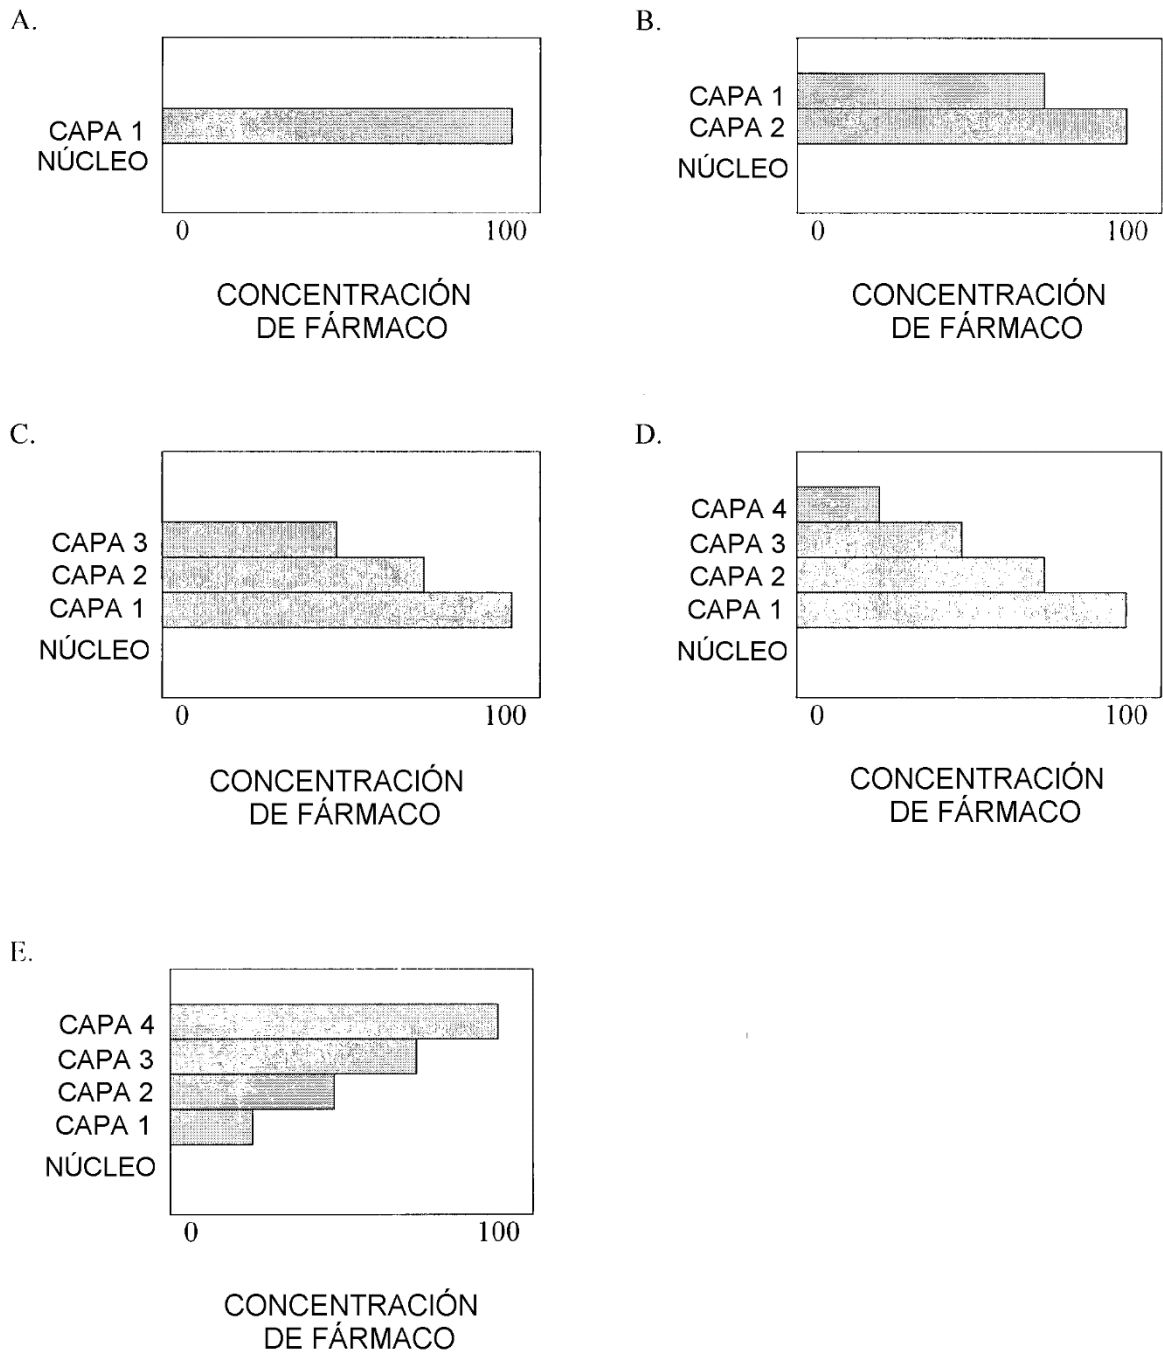 A.
CAPA 1
NÚCLEO
0 100
CONCENTRACIÓN
DE FÁRMACO
B.
CAPA 1
CAPA 2
NÚCLEO
0 100
CONCENTRACIÓN
DE FÁRMACO
C.
CAPA 3
CAPA 2
CAPA 1
NÚCLEO
0 100
CONCENTRACIÓN
DE FÁRMACO
D.
CAPA 4
CAPA 3
CAPA 2
CAPA 1
NÚCLEO
0 100
CONCENTRACIÓN
DE FÁRMACO
E.
CAPA 4
CAPA 3
CAPA 2
CAPA 1
NÚCLEO
0 100
CONCENTRACIÓN
DE FÁRMACO